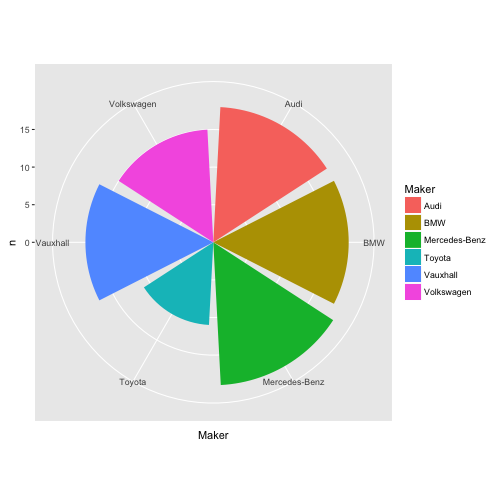 Volkswagen
Audi
15
10
5
0
Vauxhall
BMW
n
Toyota
Mercedes-Benz
Maker
Maker
Audi
BMW
Mercedes-Benz
Toyota
Vauxhall
Volkswagen